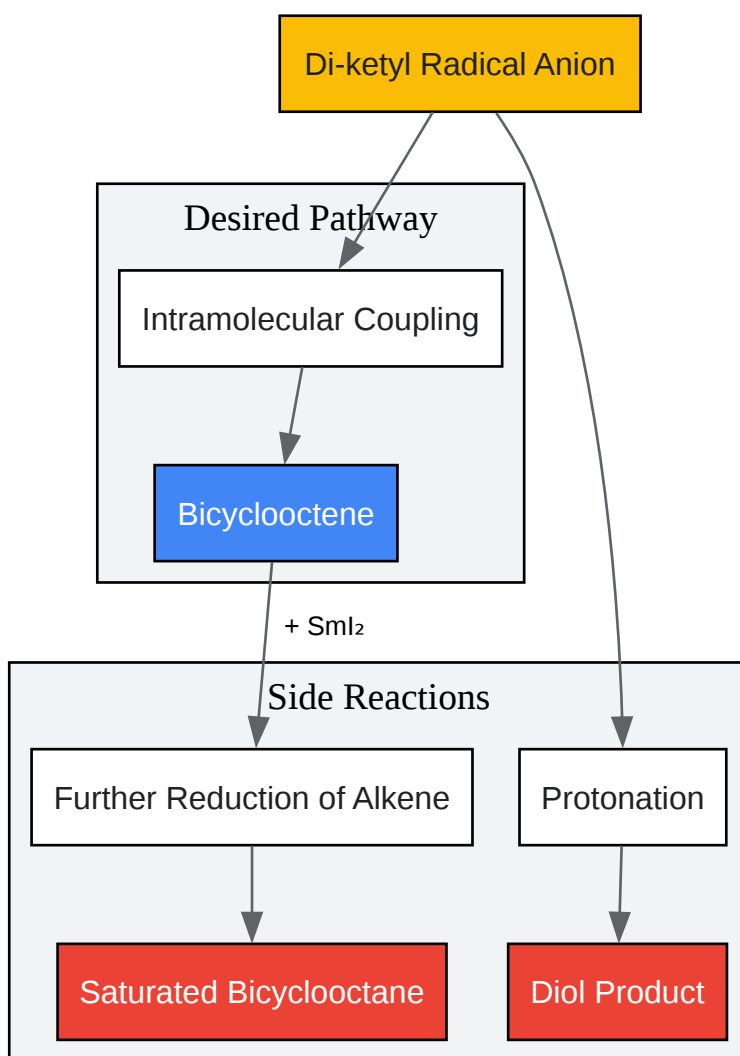 Di-ketyl Radical Anion
Desired Pathway
Intramolecular Coupling
Bicyclooctene
+ SmI₂
Side Reactions
Further Reduction of Alkene
Protonation
Saturated Bicyclooctane
Diol Product